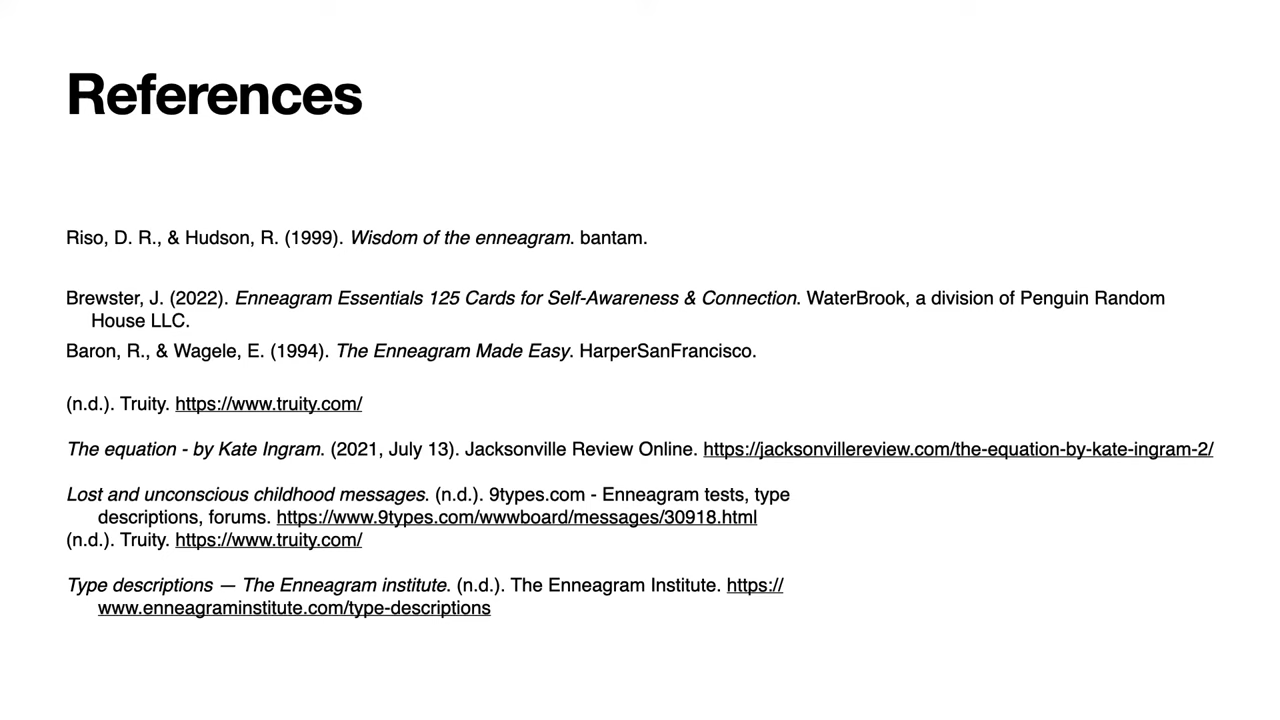 References
Riso, D. R., & Hudson, R. (1999). Wisdom of the enneagram. bantam.
Brewster, J. (2022). Enneagram Essentials 125 Cards for Self-Awareness & Connection. WaterBrook, a division of Penguin Random
House LLC.
Baron, R., & Wagele, E. (1994). The Enneagram Made Easy. HarperSanFrancisco.
(n.d.). Truity. https://www.truity.com/
The equation - by Kate Ingram. (2021, July 13). Jacksonville Review Online. https://jacksonvillereview.com/the-equation-by-kate-ingram-2/
Lost and unconscious childhood messages. (n.d.). 9types.com - Enneagram tests, type
descriptions, forums. https://www.9types.com/wwwboard/messages/30918.html
(n.d.). Truity. https://www.truity.com/
Type descriptions — The Enneagram institute. (n.d.). The Enneagram Institute. https://
www.enneagraminstitute.com/type-descriptions